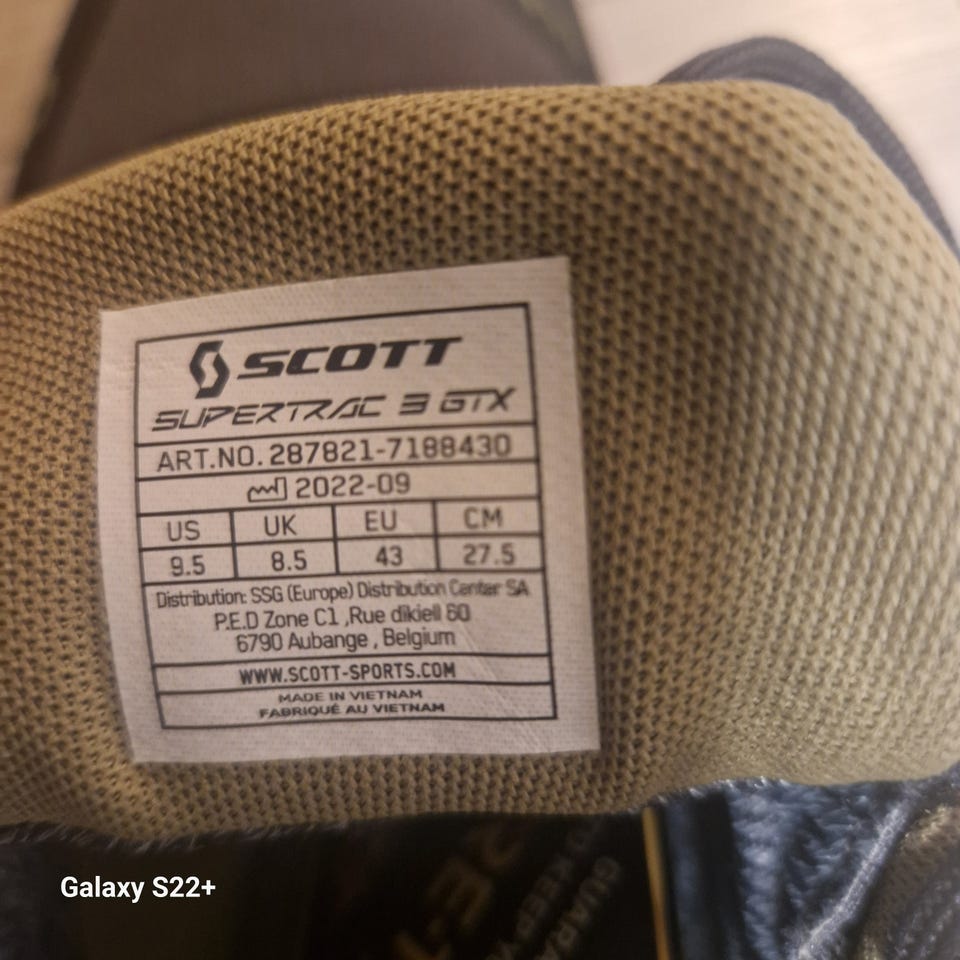 SCOTT
SUPERTRAC 3 GTX
ART.NO. 287821-7188430
2022-09
US UK EU CM
9.5 8.5 43 27.5
Distribution: SSG (Europe) Distribution Center SA
P.E.D Zone C1 ,Rue dikiell 60
6790 Aubange , Belgium
WWW.SCOTT-SPORTS.COM
MADE IN VIETNAM
FABRIQUÉ AU VIETNAM
Galaxy S22+